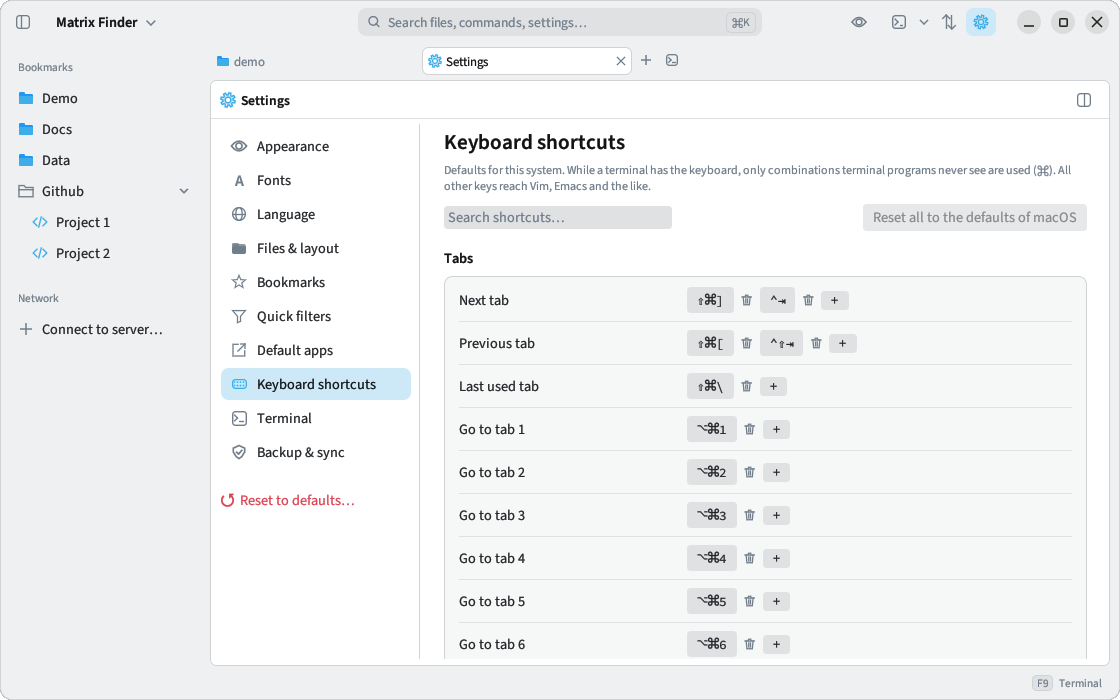 Matrix Finder
Search files, commands, settings… ⌘K
Bookmarks
Demo
Docs
Data
Github
Project 1
Project 2
Network
Connect to server…
demo
Settings
Settings
Appearance
Fonts
Language
Files & layout
Bookmarks
Quick filters
Default apps
Keyboard shortcuts
Terminal
Backup & sync
Reset to defaults…
Keyboard shortcuts
Defaults for this system. While a terminal has the keyboard, only combinations terminal programs never see are used (⌘). All
other keys reach Vim, Emacs and the like.
Search shortcuts…
Reset all to the defaults of macOS
Tabs
Next tab ⇧⌘] ^⇥ +
Previous tab ⇧⌘[ ^⇧⇥ +
Last used tab ⇧⌘\ +
Go to tab 1 ⌥⌘1 +
Go to tab 2 ⌥⌘2 +
Go to tab 3 ⌥⌘3 +
Go to tab 4 ⌥⌘4 +
Go to tab 5 ⌥⌘5 +
Go to tab 6 ⌥⌘6 +
F9 Terminal